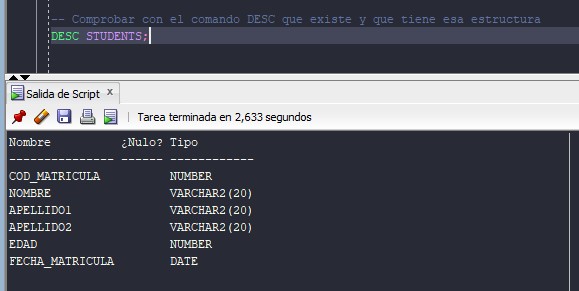 -- Comprobar con el comando DESC que existe y que tiene esa estructura
DESC STUDENTS;
Salida de Script x
Tarea terminada en 2,633 segundos
Nombre ¿Nulo? Tipo
--------------- ------ ------------
COD_MATRICULA NUMBER
NOMBRE VARCHAR2(20)
APELLIDO1 VARCHAR2(20)
APELLIDO2 VARCHAR2(20)
EDAD NUMBER
FECHA_MATRICULA DATE